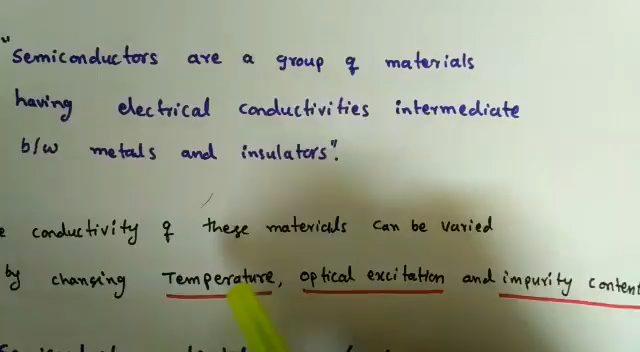 "Semiconductors are a group of materials
having electrical conductivities intermediate
b/w metals and insulators".
conductivity of these materials can be varied
by changing Temperature, optical excitation and impurity content